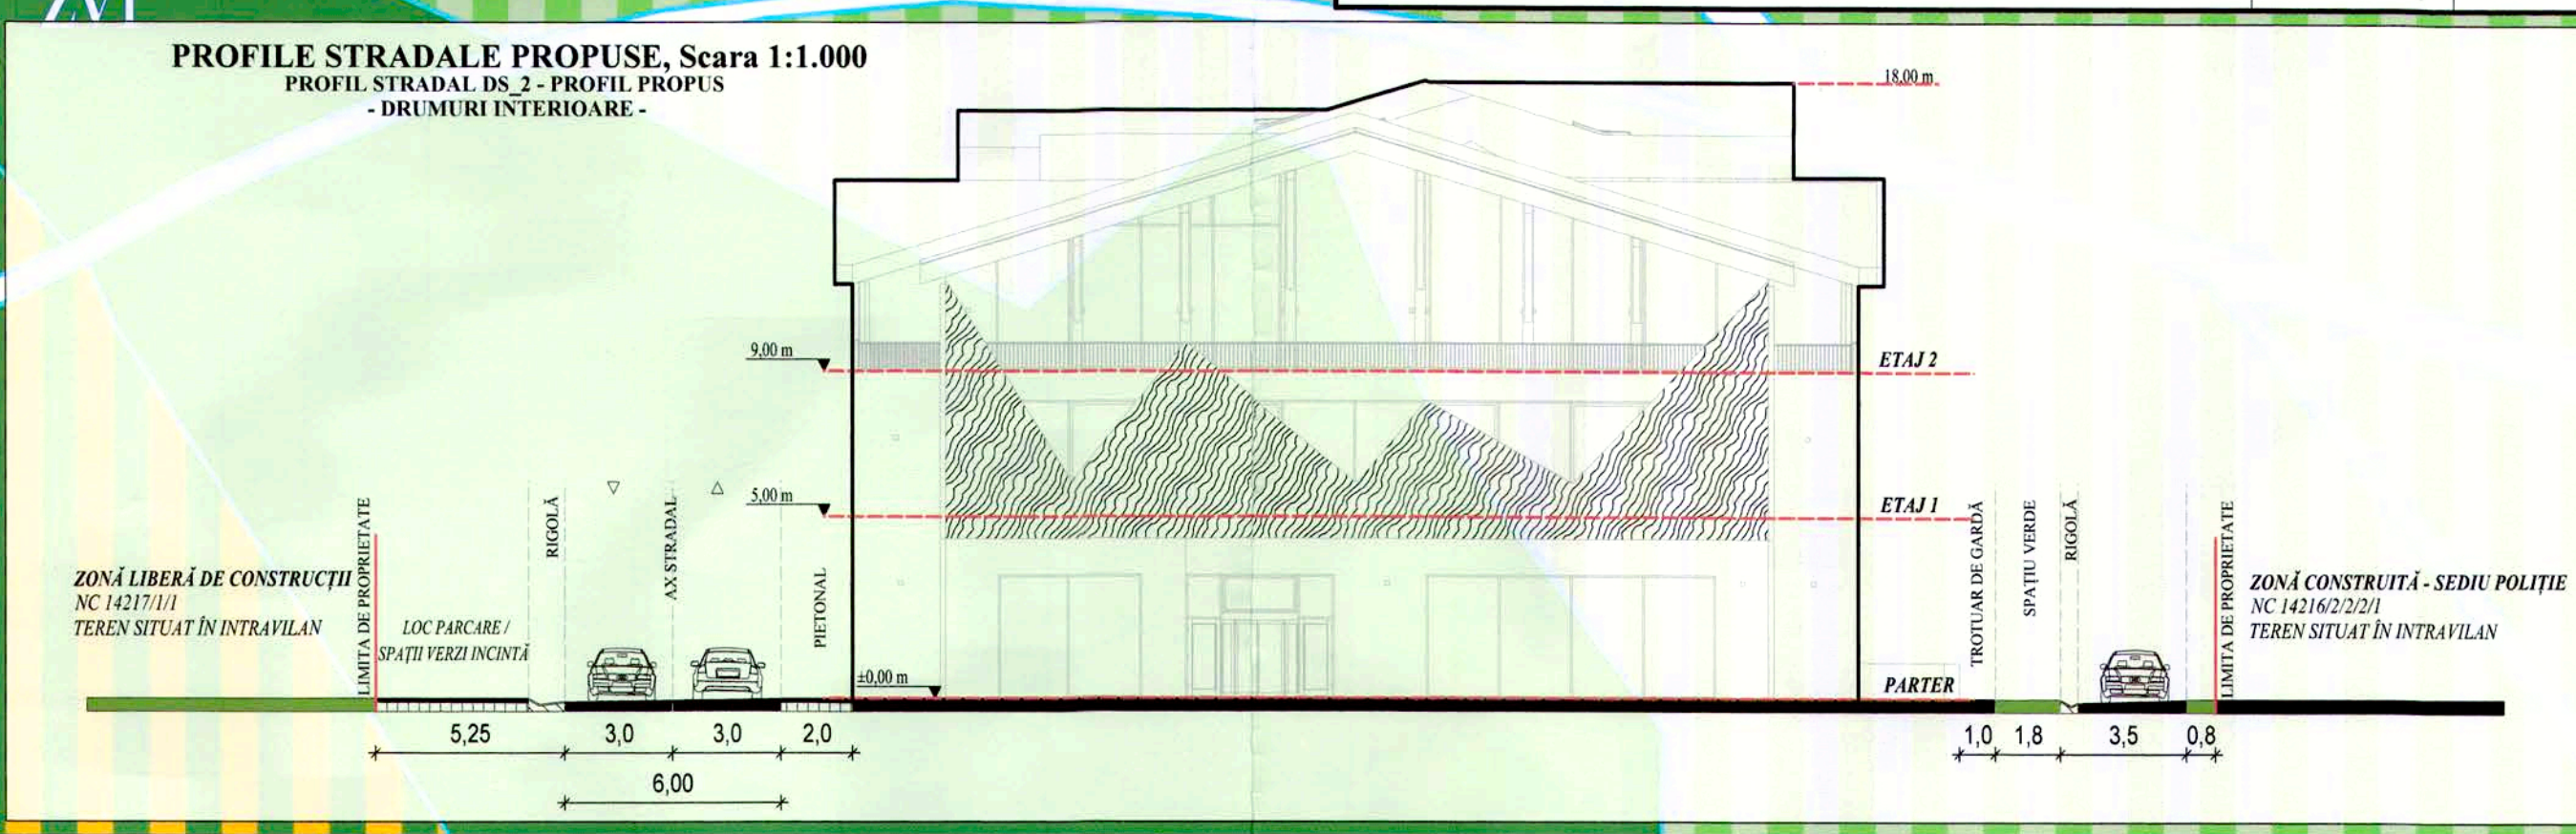 PROFILE STRADALE PROPUSE, Scara 1:1.000
PROFIL STRADAL DS_2 - PROFIL PROPUS
- DRUMURI INTERIOARE -
18,00 m
9,00 m
ETAJ 2
5,00 m
ETAJ 1
±0,00 m
PARTER
ZONĂ LIBERĂ DE CONSTRUCȚII
NC 14217/1/1
TEREN SITUAT ÎN INTRAVILAN
LIMITA DE PROPRIETATE
LOC PARCARE /
SPAȚII VERZI INCINTĂ
RIGOLĂ
AX STRADAL
PIETONAL
TROTUAR DE GARDĂ
SPAȚIU VERDE
RIGOLĂ
LIMITA DE PROPRIETATE
ZONĂ CONSTRUITĂ - SEDIU POLIȚIE
NC 14216/2/2/2/1
TEREN SITUAT ÎN INTRAVILAN
5,25 3,0 3,0 2,0 1,0 1,8 3,5 0,8
6,00